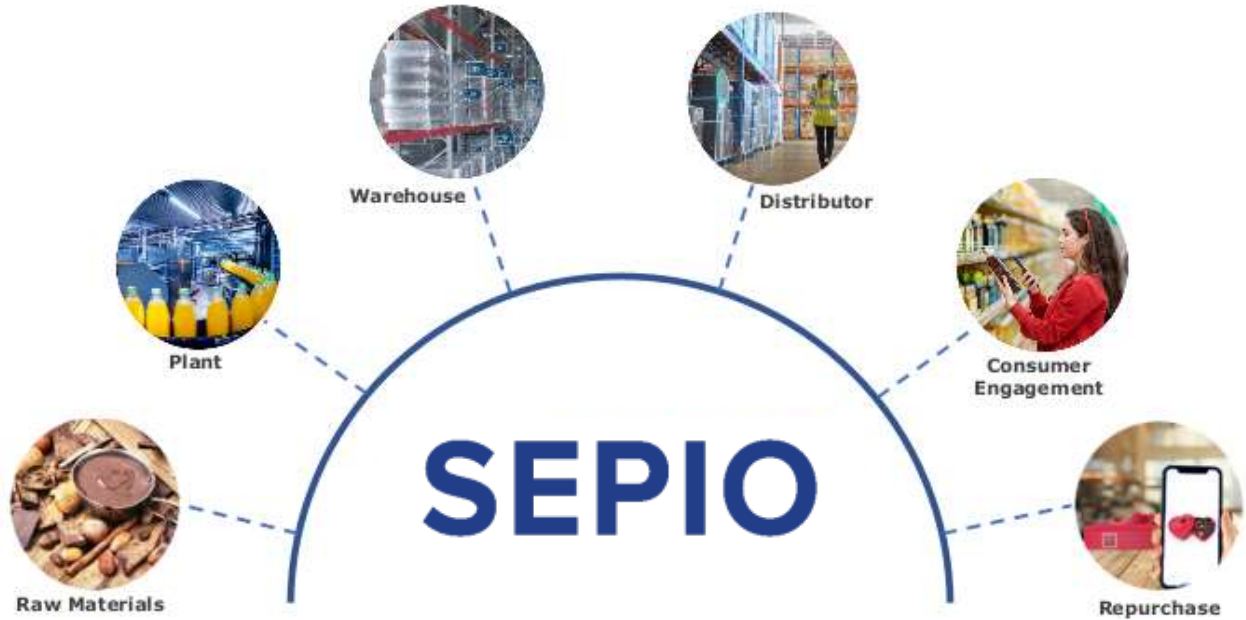 Warehouse
Distributor
Plant
Consumer
Engagement
SEPIO
Raw Materials
Repurchase